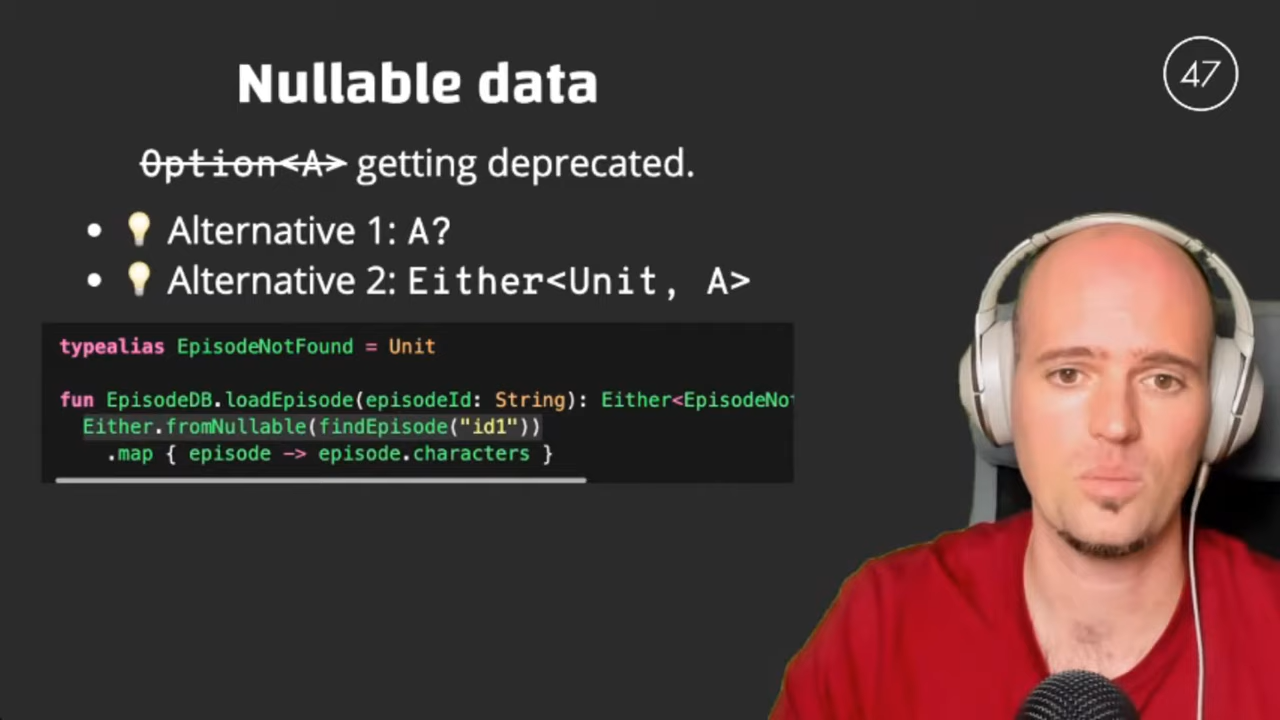 Nullable data
47
Option<A> getting deprecated.
• 💡 Alternative 1: A?
• 💡 Alternative 2: Either<Unit, A>
typealias EpisodeNotFound = Unit
fun EpisodeDB.loadEpisode(episodeId: String): Either<EpisodeNot
Either.fromNullable(findEpisode("id1"))
.map { episode -> episode.characters }